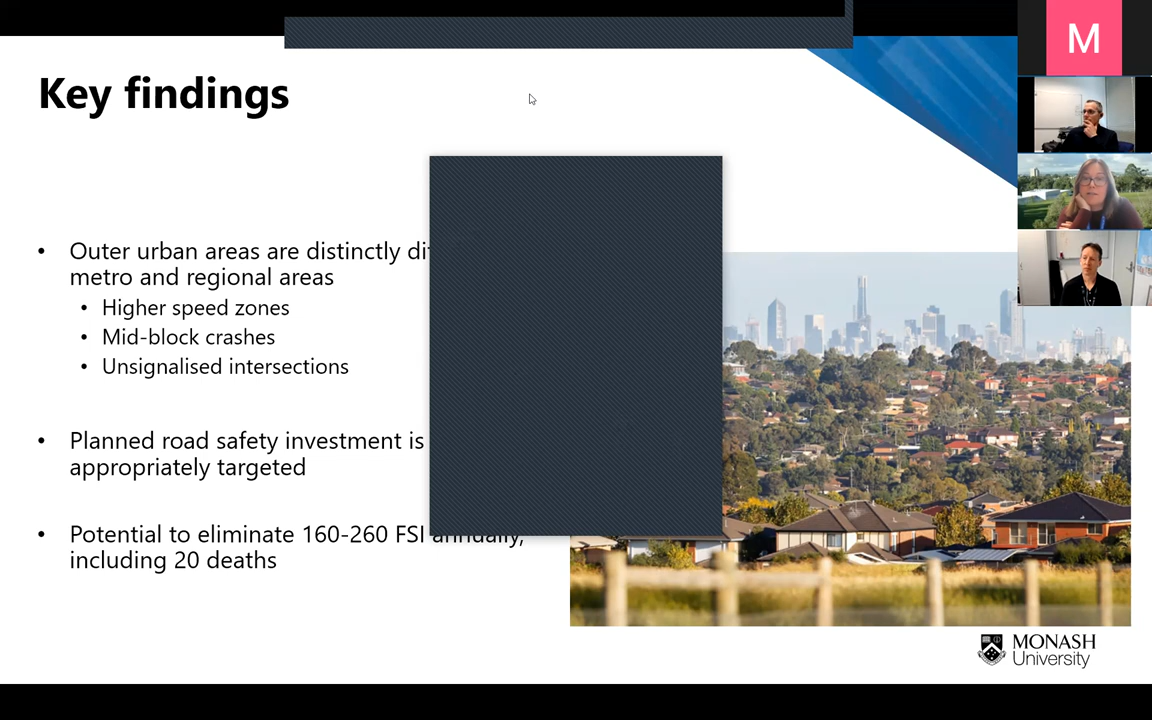 M
Key findings
• Outer urban areas are distinctly
metro and regional areas
• Higher speed zones
• Mid-block crashes
• Unsignalised intersections
• Planned road safety investment is
appropriately targeted
• Potential to eliminate 160-260 FSI annually,
including 20 deaths
MONASH
University